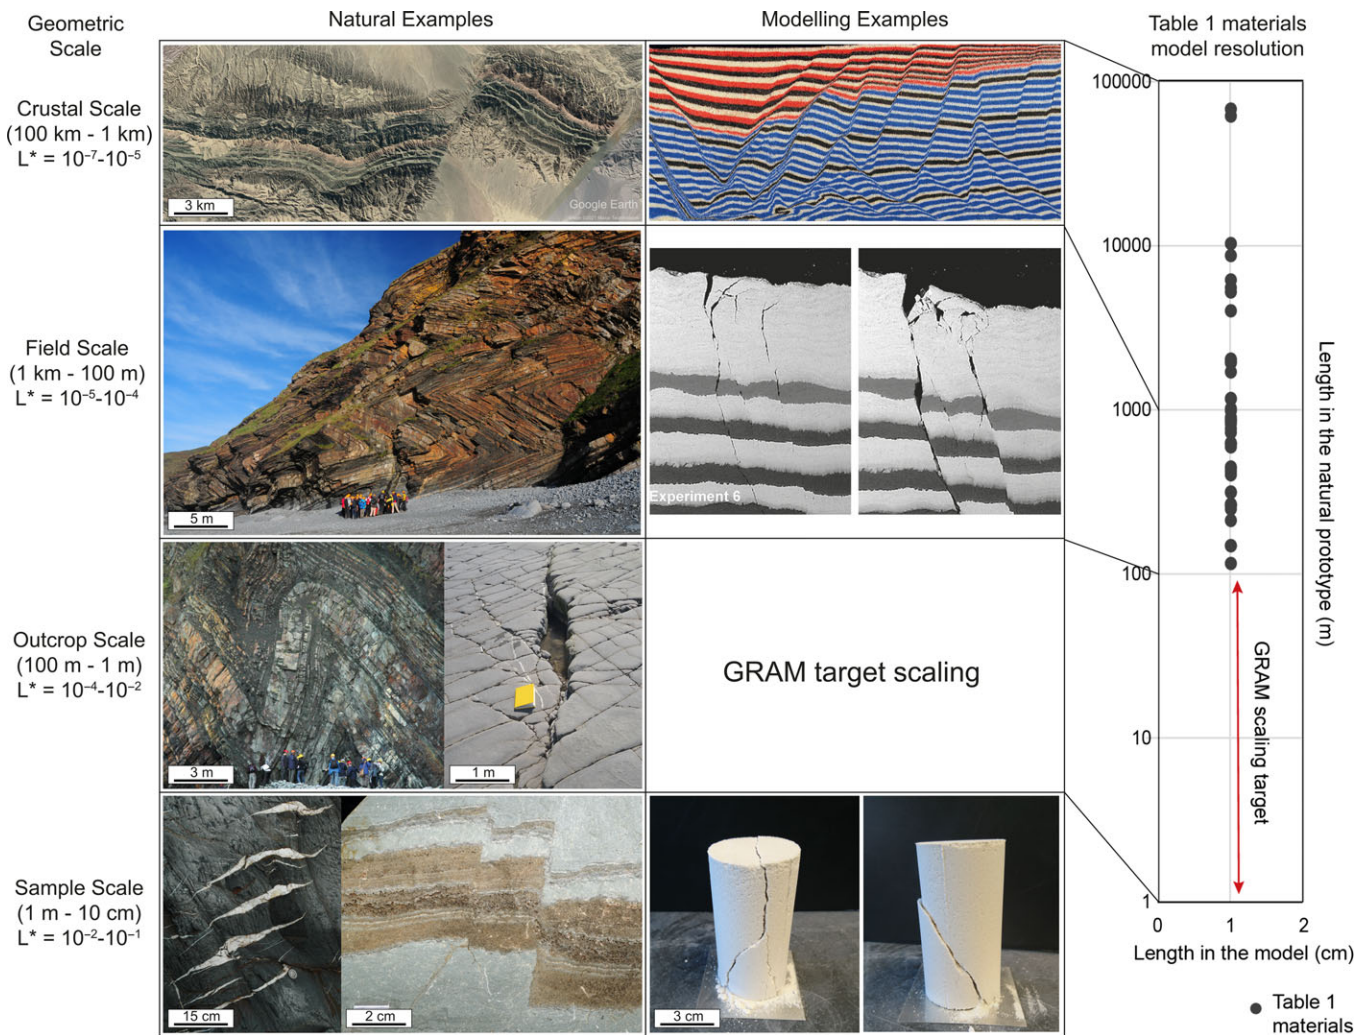 Geometric
Scale
Natural Examples
Modelling Examples
Table 1 materials
model resolution
Crustal Scale
(100 km - 1 km)
L* = 10⁻⁷-10⁻⁵
3 km
Google Earth
Field Scale
(1 km - 100 m)
L* = 10⁻⁵-10⁻⁴
5 m
Experiment 6
Outcrop Scale
(100 m - 1 m)
L* = 10⁻⁴-10⁻²
3 m
1 m
GRAM target scaling
Sample Scale
(1 m - 10 cm)
L* = 10⁻²-10⁻¹
15 cm
2 cm
3 cm
100000
10000
1000
100
10
1
0
1
2
Length in the model (cm)
Length in the natural prototype (m)
GRAM scaling target
Table 1
materials